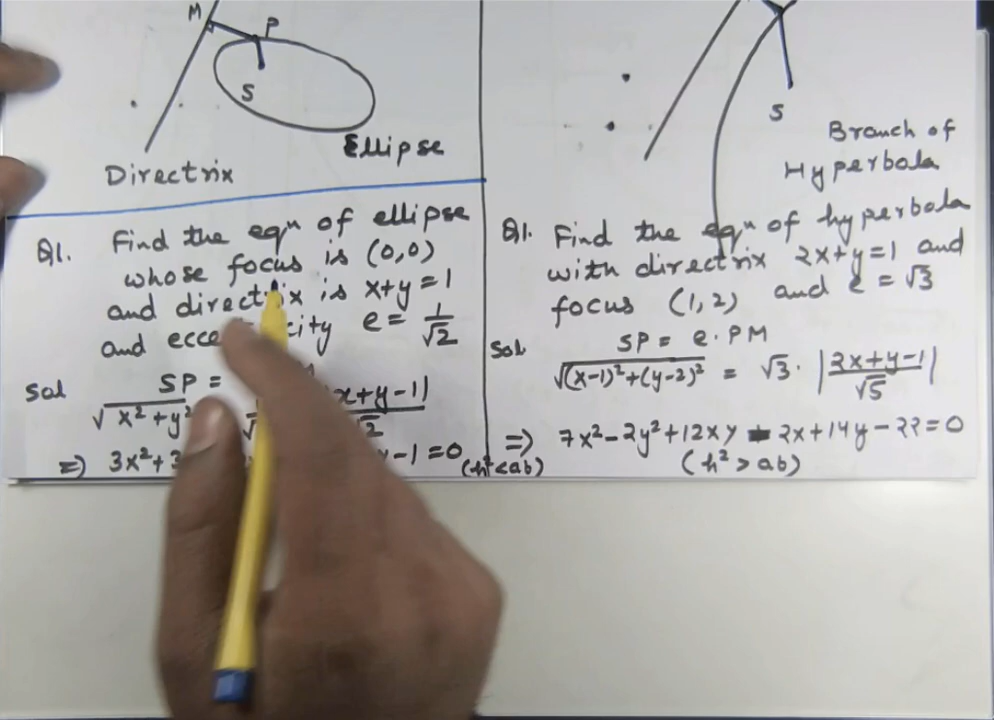 M
P
S
Ellipse
Directrix
S
Branch of
Hyperbola
Q1. Find the eqn of ellipse
whose focus is (0,0)
and directrix is x+y=1
and city e = 1/√2
Sol SP =
√x²+y² x+y-1|
⇒) 3x²+3 -1=0 (h²<ab)
Q1. Find the eqn of hyperbola
with directrix 2x+y=1 and
focus (1,2) and e = √3
Sol SP = e.PM
√(x-1)²+(y-2)² = √3. |2x+y-1/√5|
⇒ 7x²-2y²+12xy - 2x+14y-22=0
(h²>ab)